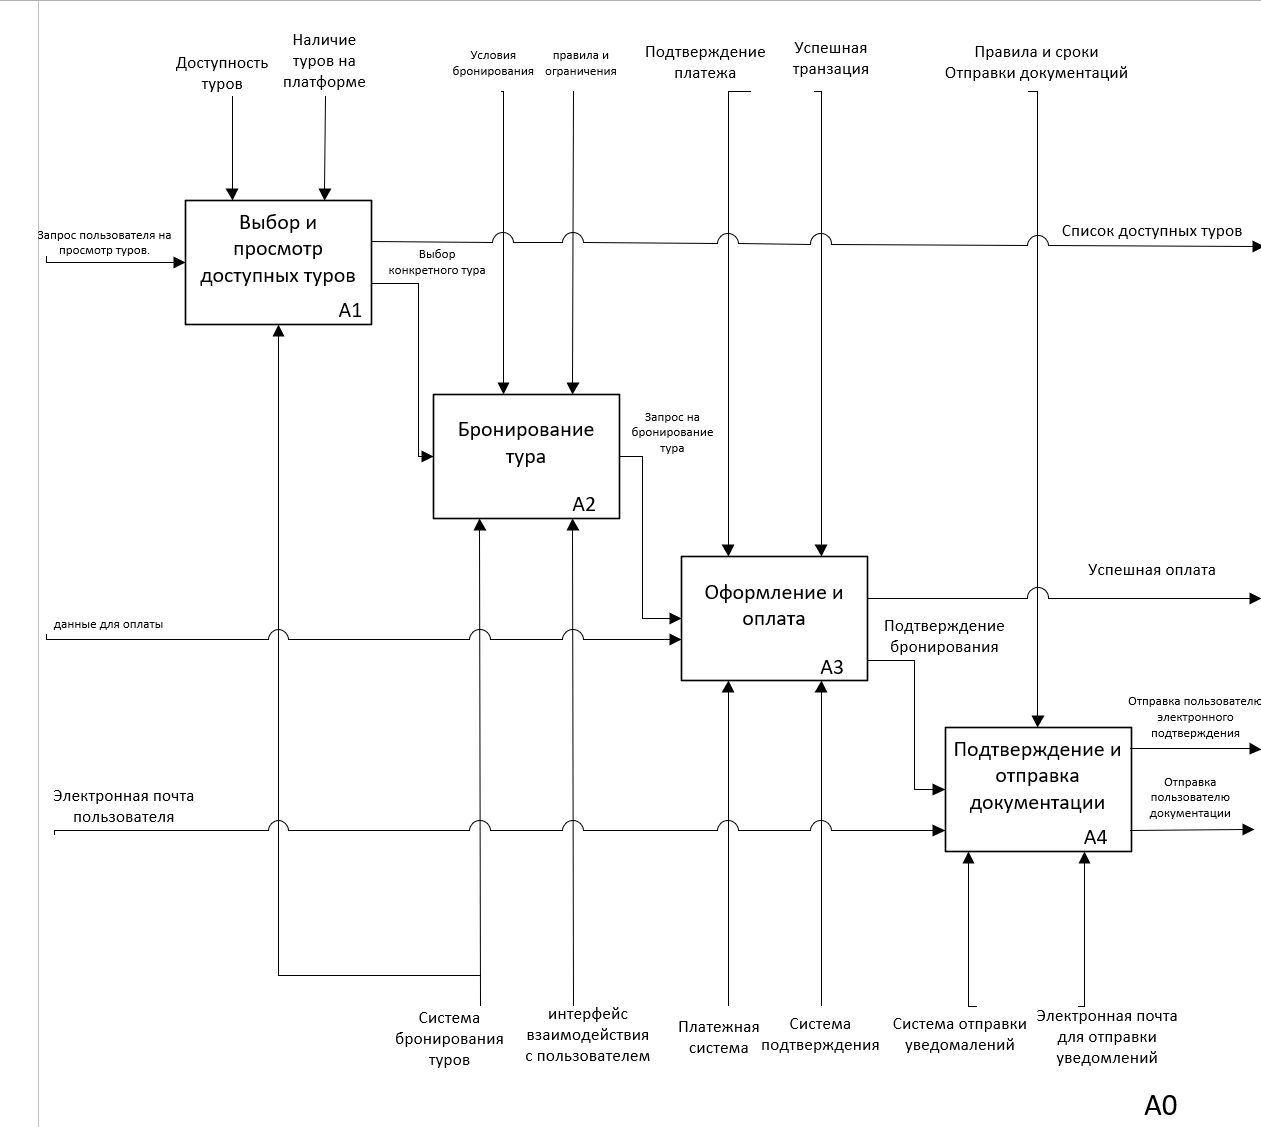 Доступность
туров
Наличие
туров на
платформе
Условия
бронирования
правила и
ограничения
Подтверждение
платежа
Успешная
транзация
Правила и сроки
Отправки документаций
Запрос пользователя на
просмотр туров.
Выбор и
просмотр
доступных туров
A1
Список доступных туров
Выбор
конкретного тура
Бронирование
тура
A2
Запрос на
бронирование
тура
данные для оплаты
Оформление и
оплата
A3
Успешная оплата
Подтверждение
бронирования
Электронная почта
пользователя
Подтверждение и
отправка
документации
A4
Отправка пользователю
электронного
подтверждения
Отправка
пользователю
документации
Система
бронирования
туров
интерфейс
взаимодействия
с пользователем
Платежная
система
Система
подтверждения
Система отправки
уведомалений
Электронная почта
для отправки
уведомлений
A0